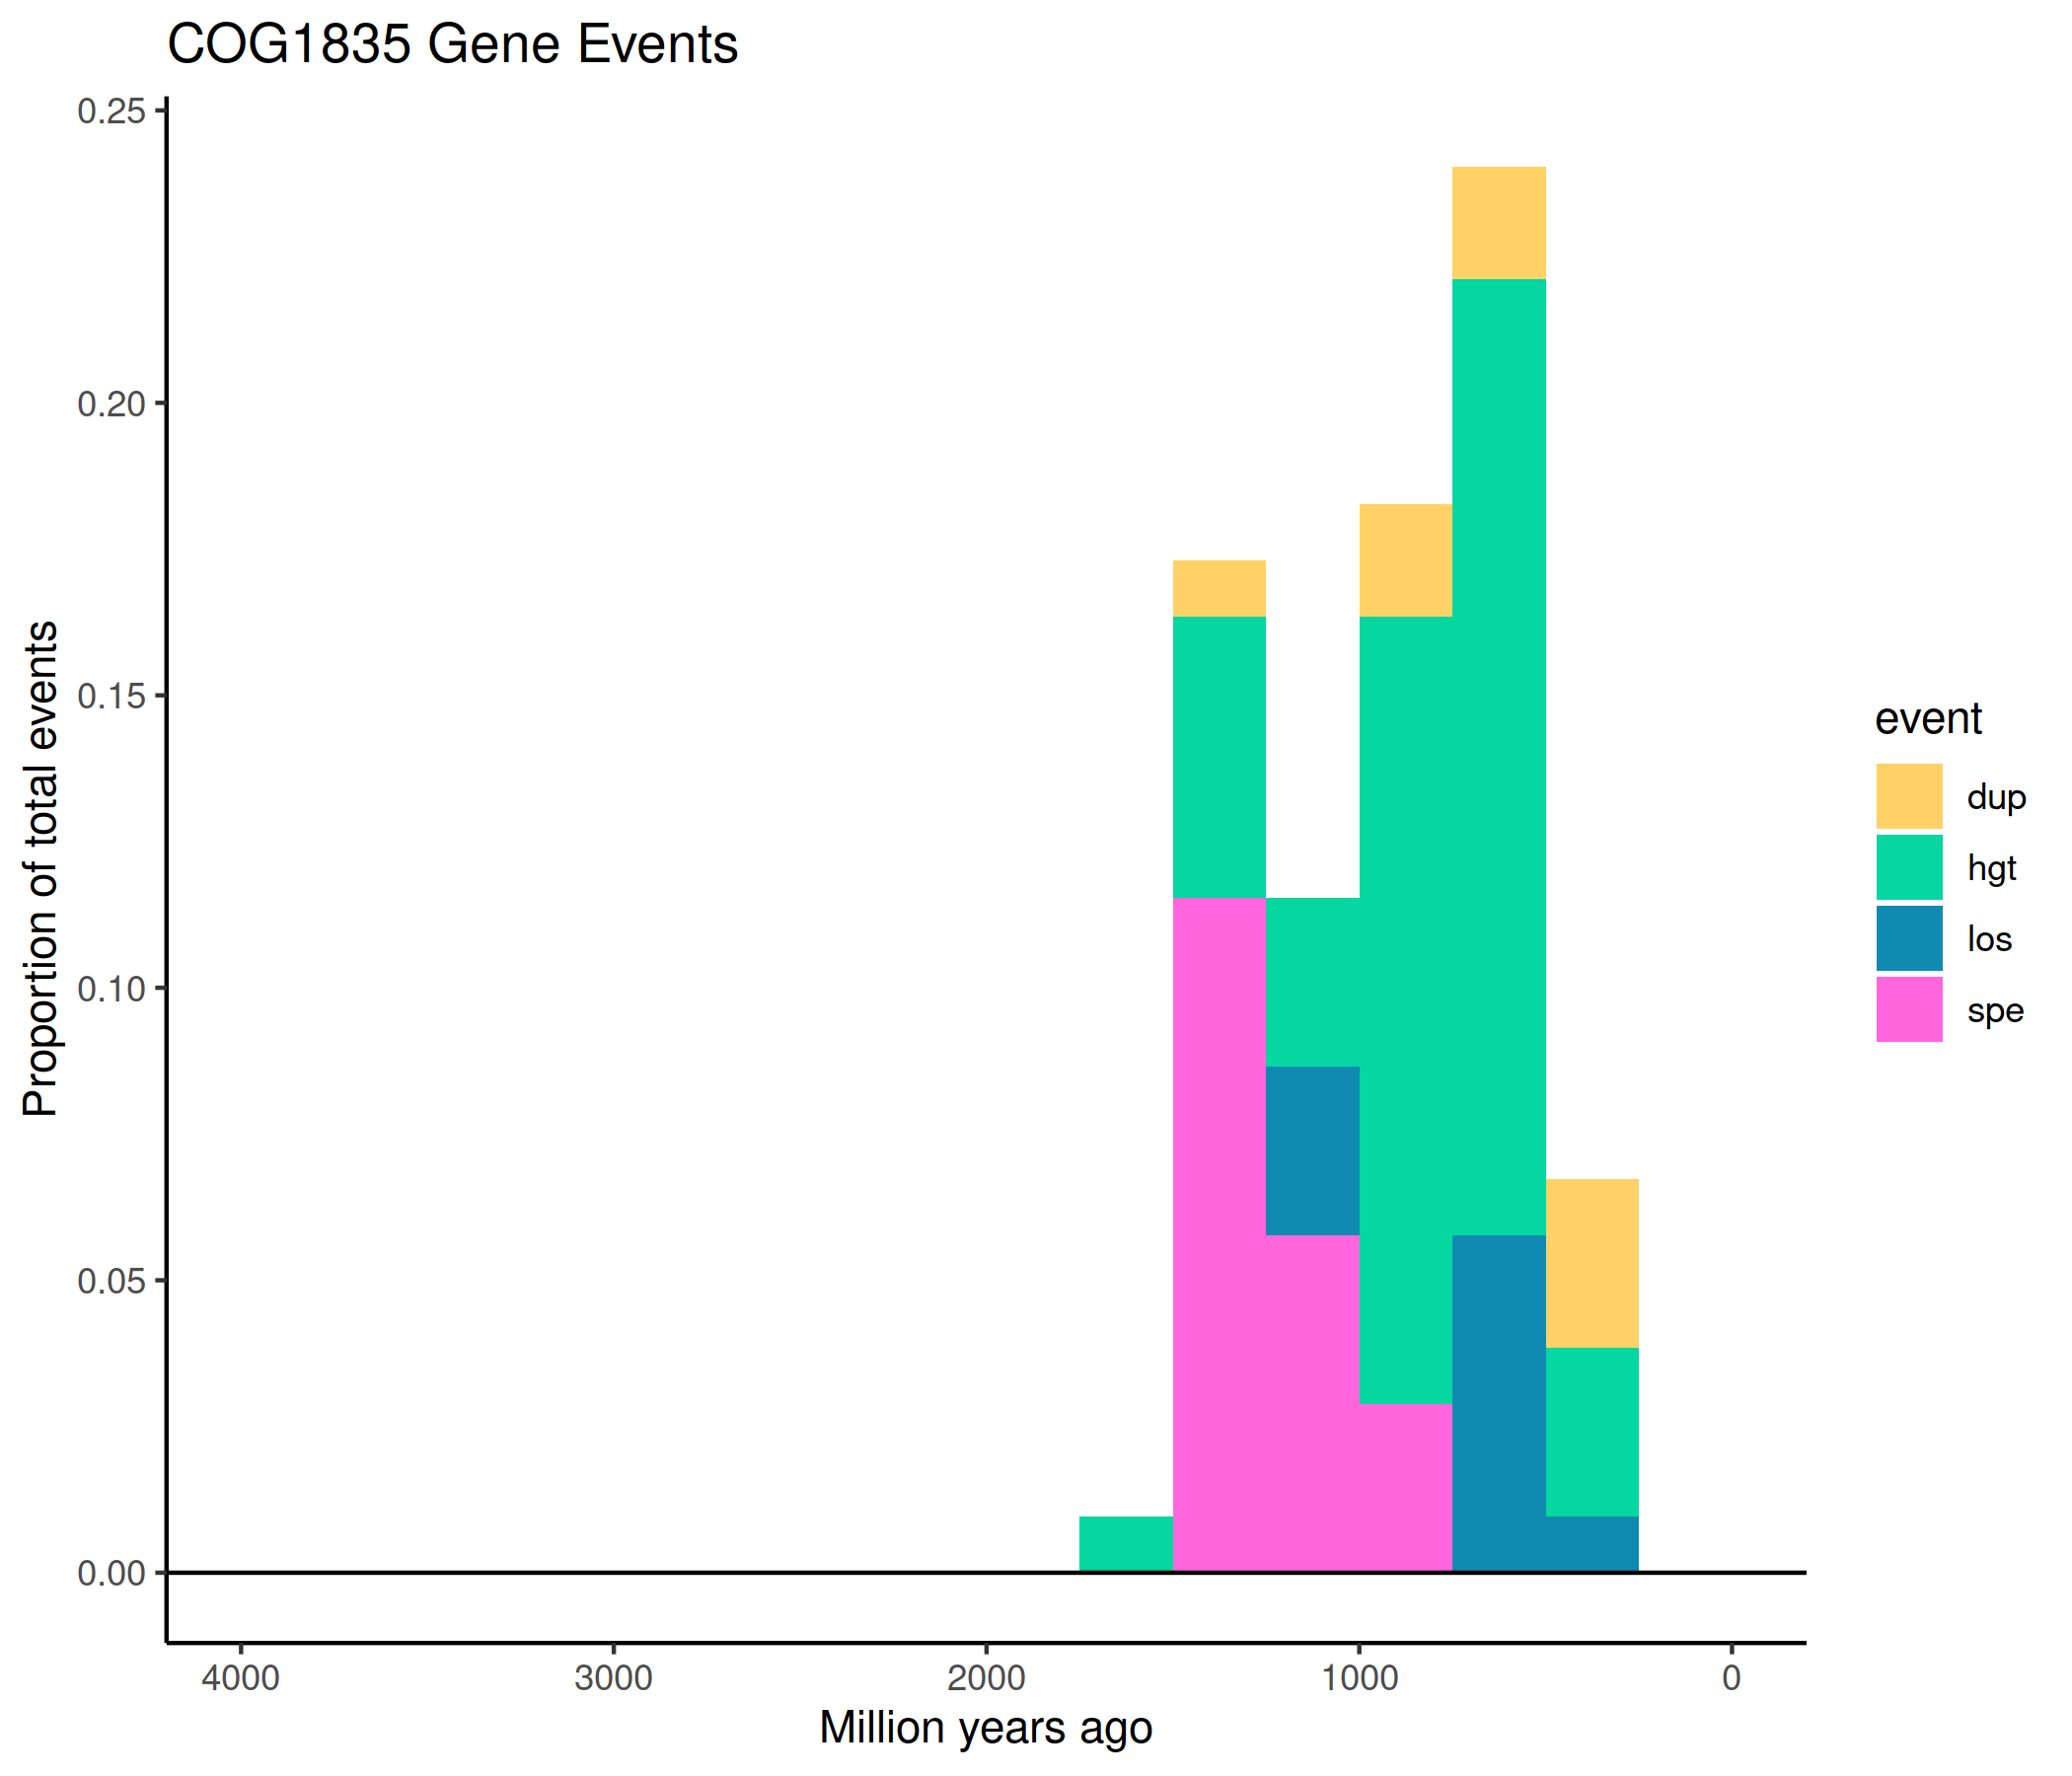 COG1835 Gene Events
0.25
0.20
0.15
0.10
0.05
0.00
Proportion of total events
4000 3000 2000 1000 0
Million years ago
event
dup
hgt
los
spe